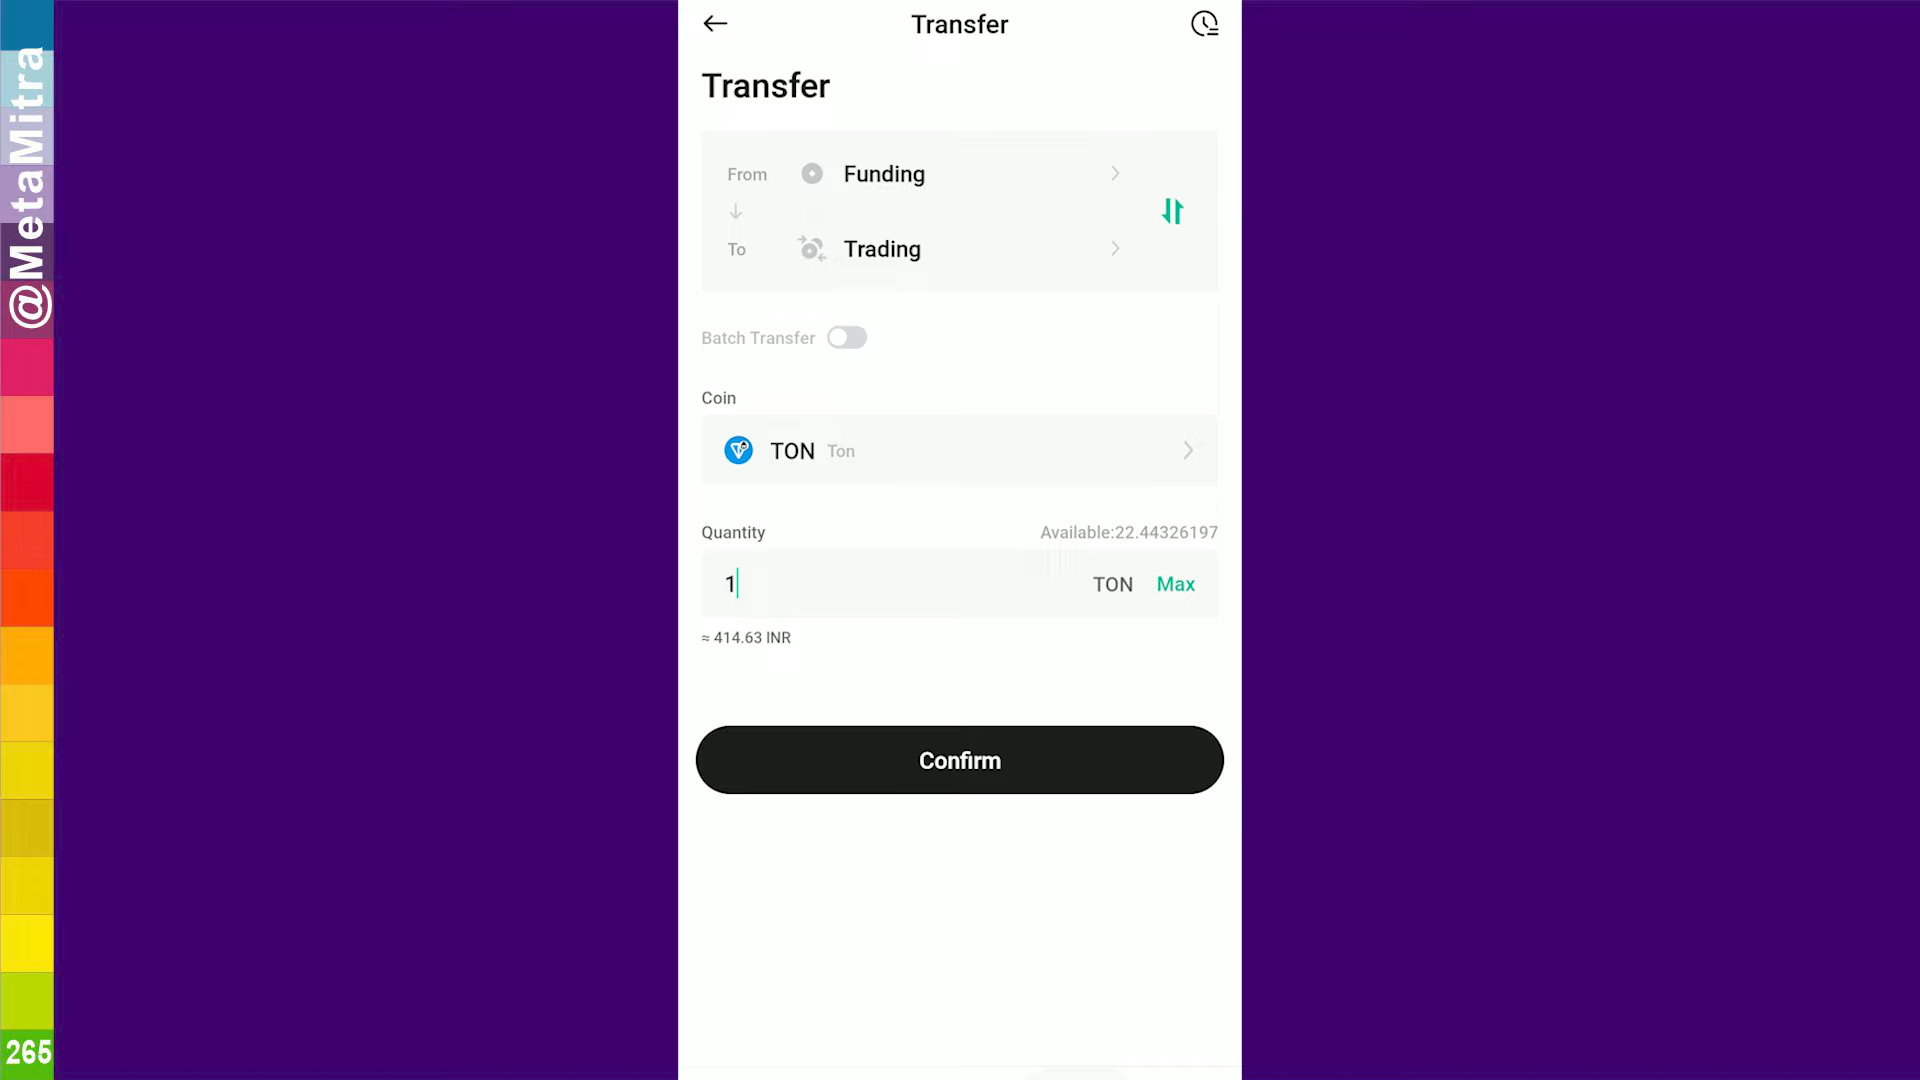 @MetaMitra
265
Transfer
Transfer
From Funding
To Trading
Batch Transfer
Coin
TON Ton
Quantity Available:22.44326197
1 TON Max
≈ 414.63 INR
Confirm